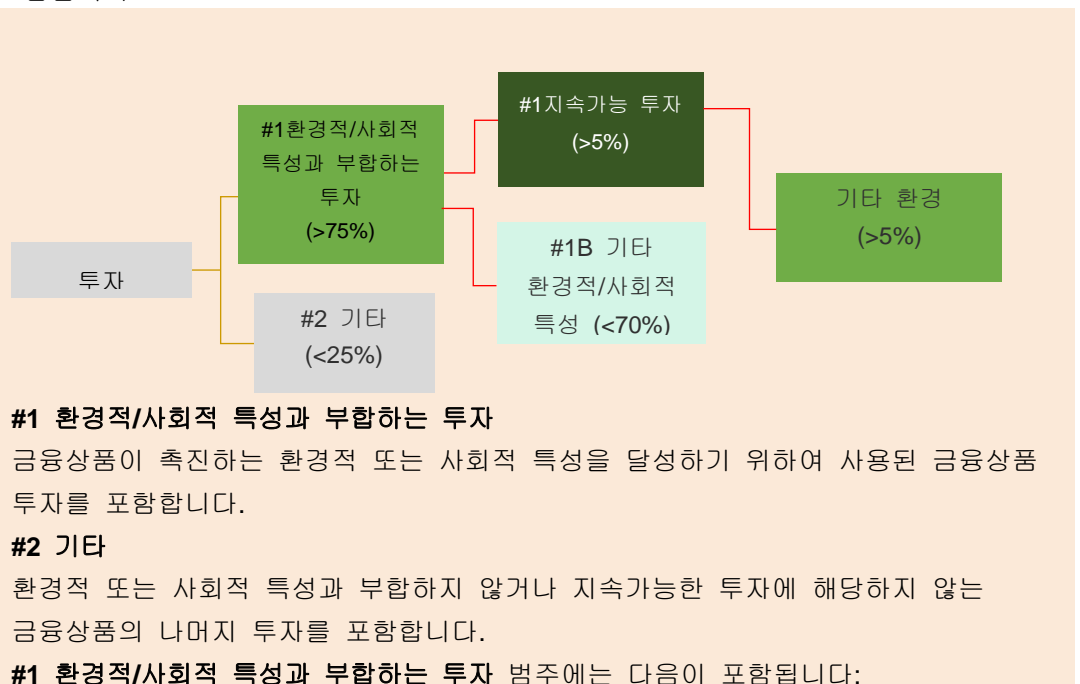 #1환경적/사회적
특성과 부합하는
투자
(>75%)
#1지속가능 투자
(>5%)
기타 환경
(>5%)
#1B 기타
환경적/사회적
특성 (<70%)
투자
#2 기타
(<25%)
#1 환경적/사회적 특성과 부합하는 투자
금융상품이 촉진하는 환경적 또는 사회적 특성을 달성하기 위하여 사용된 금융상품
투자를 포함합니다.
#2 기타
환경적 또는 사회적 특성과 부합하지 않거나 지속가능한 투자에 해당하지 않는
금융상품의 나머지 투자를 포함합니다.
#1 환경적/사회적 특성과 부합하는 투자 범주에는 다음이 포함됩니다: